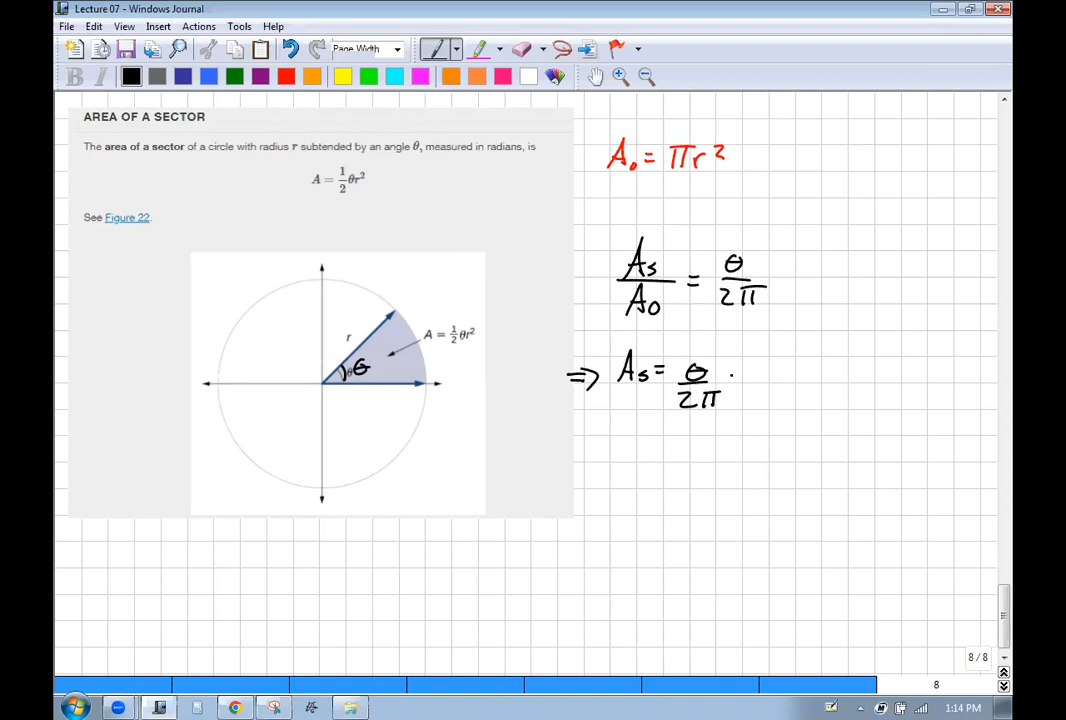 Lecture 07 - Windows Journal
File Edit View Insert Actions Tools Help
Page Width
AREA OF A SECTOR
The area of a sector of a circle with radius r subtended by an angle θ, measured in radians, is
A = 1/2 θr²
See Figure 22.
r
θ
θ
A = 1/2 θr²
A₀ = πr²
As/A₀ = θ/2π
⇒ As = θ/2π ·
8 / 8
8
1:14 PM